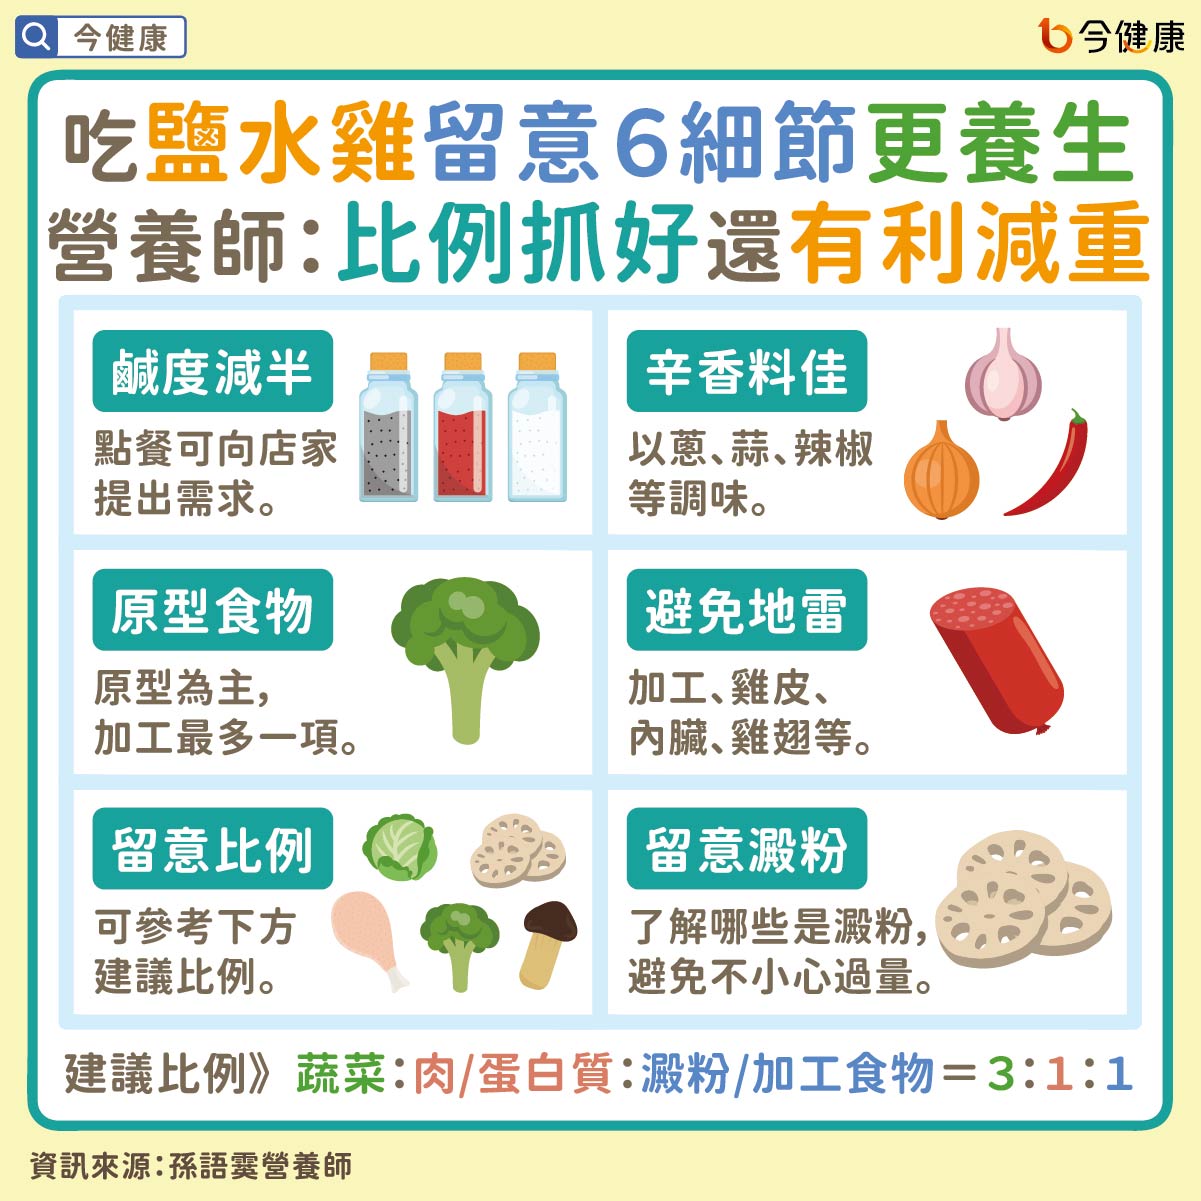 今健康
今健康
吃鹽水雞留意6細節更養生
營養師：比例抓好還有利減重
鹹度減半
點餐可向店家
提出需求。
辛香料佳
以蔥、蒜、辣椒
等調味。
原型食物
原型為主，
加工最多一項。
避免地雷
加工、雞皮、
內臟、雞翅等。
留意比例
可參考下方
建議比例。
留意澱粉
了解哪些是澱粉，
避免不小心過量。
建議比例》蔬菜：肉/蛋白質：澱粉/加工食物＝3：1：1
資訊來源：孫語霙營養師